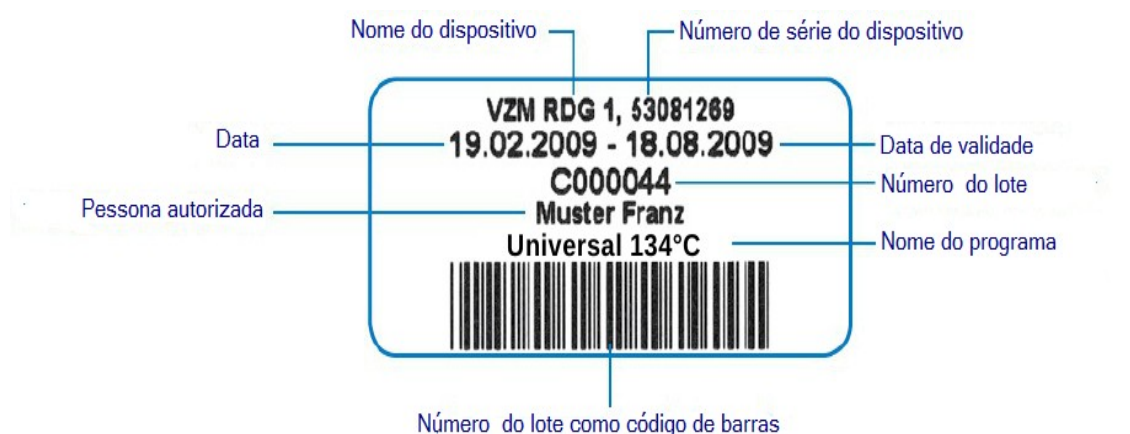 Nome do dispositivo Número de série do dispositivo
VZM RDG 1, 53081269
Data 19.02.2009 - 18.08.2009 Data de validade
C000044 Número do lote
Pessona autorizada Muster Franz
Universal 134°C Nome do programa
Número do lote como código de barras